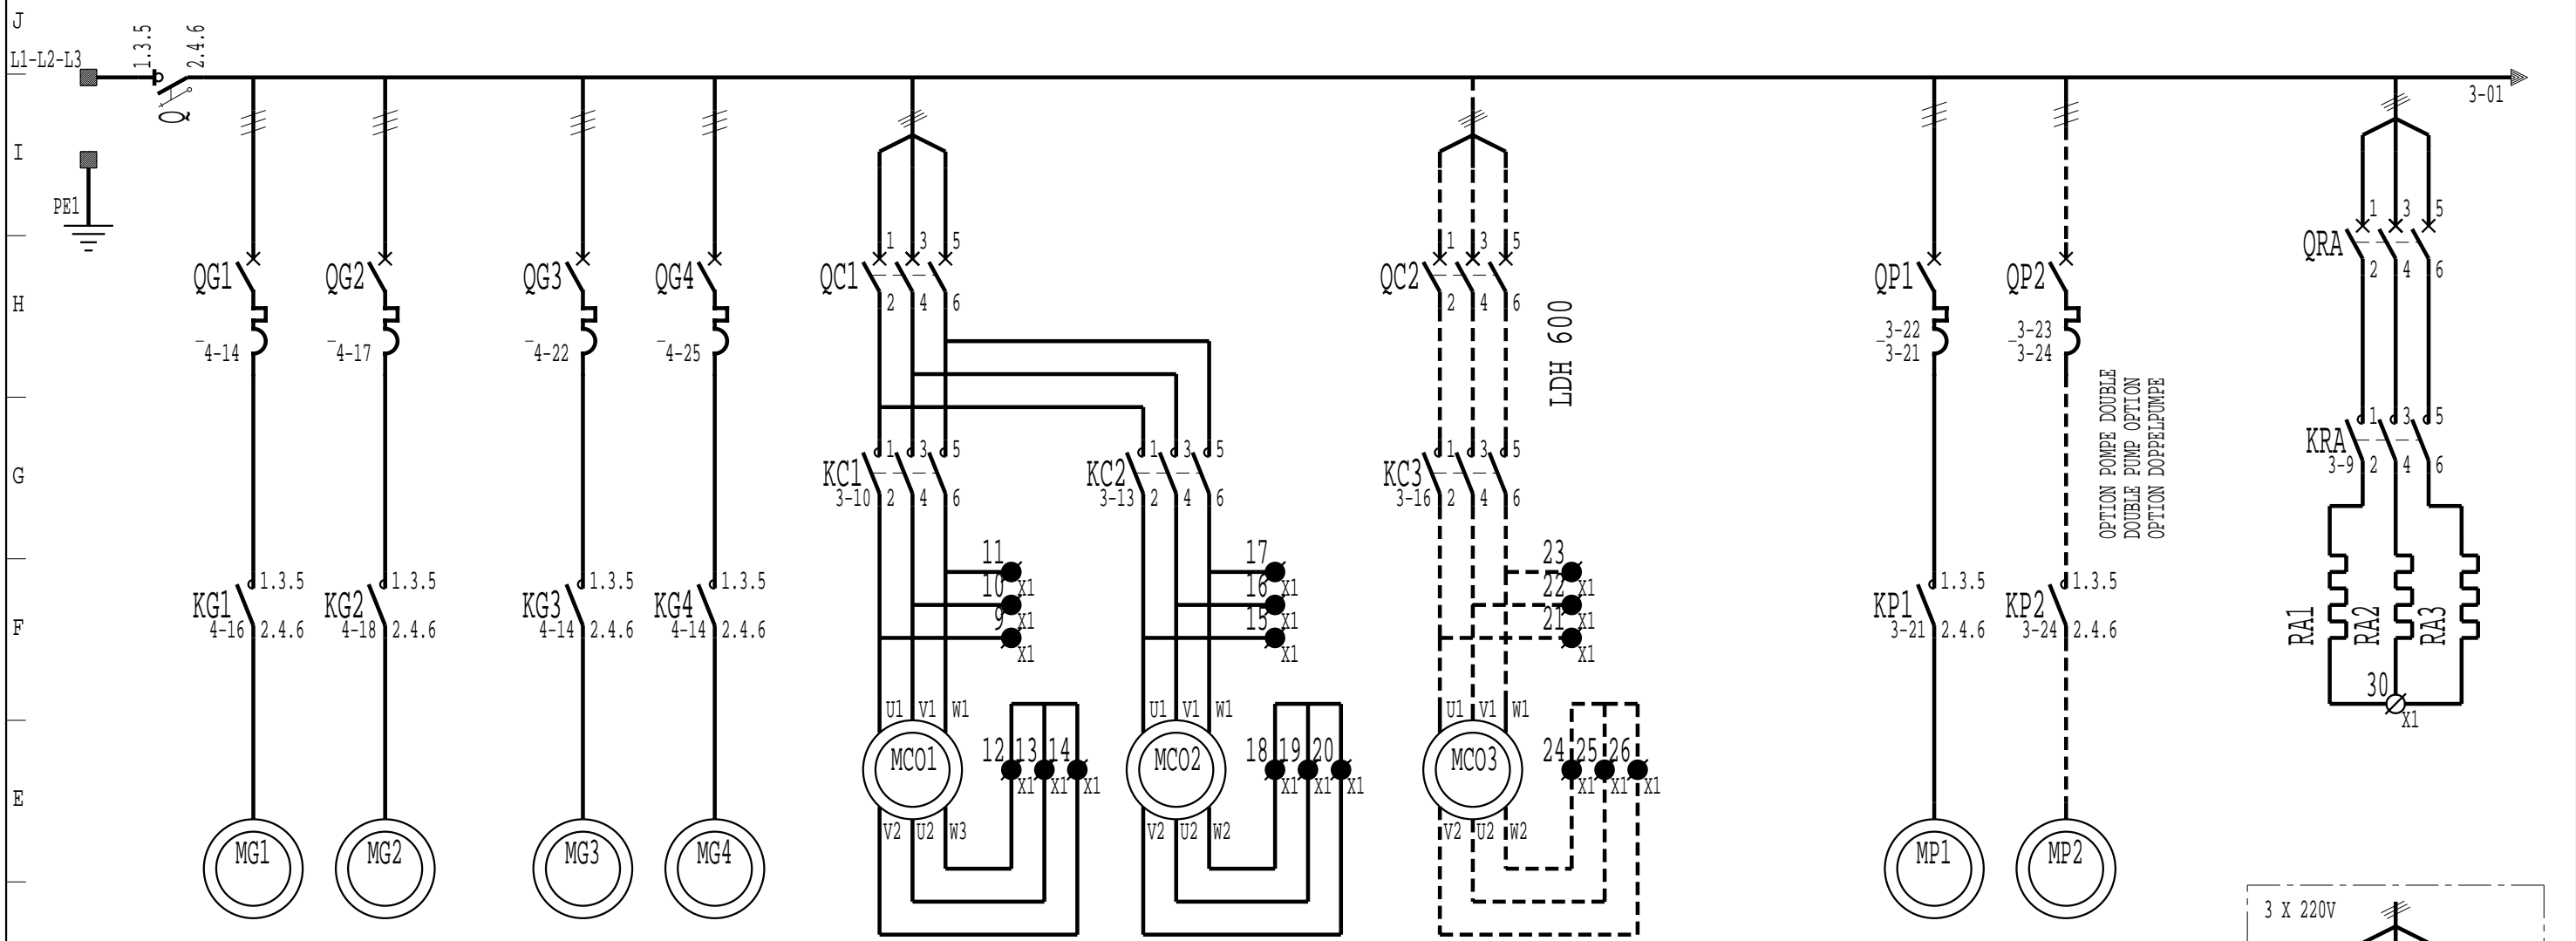 J
L1-L2-L3
1.3.5
2.4.6
Q
3-01
I
PE1
H
QG1
4-14
QG2
4-17
QG3
4-22
QG4
4-25
QC1
1 3 5
2 4 6
QC2
1 3 5
2 4 6
LDH 600
QP1
3-22
3-21
QP2
3-23
3-24
OPTION POMPE DOUBLE
DOUBLE PUMP OPTION
OPTION DOPPELPUMPE
QRA
1 3 5
2 4 6
G
KC1
3-10
1 3 5
2 4 6
KC2
3-13
1 3 5
2 4 6
KC3
3-16
1 3 5
2 4 6
KRA
3-9
1 3 5
2 4 6
F
KG1
4-16
1.3.5
2.4.6
KG2
4-18
1.3.5
2.4.6
KG3
4-14
1.3.5
2.4.6
KG4
4-14
1.3.5
2.4.6
11
X1
10
X1
9
X1
17
X1
16
X1
15
X1
23
X1
22
X1
21
X1
KP1
3-21
1.3.5
2.4.6
KP2
3-24
1.3.5
2.4.6
RA1
RA2
RA3
30
X1
E
MG1
MG2
MG3
MG4
U1 V1 W1
MCO1
V2 U2 W3
12 13 14
X1 X1 X1
U1 V1 W1
MCO2
V2 U2 W2
18 19 20
X1 X1 X1
U1 V1 W1
MCO3
V2 U2 W2
24 25 26
X1 X1 X1
MP1
MP2
3 X 220V